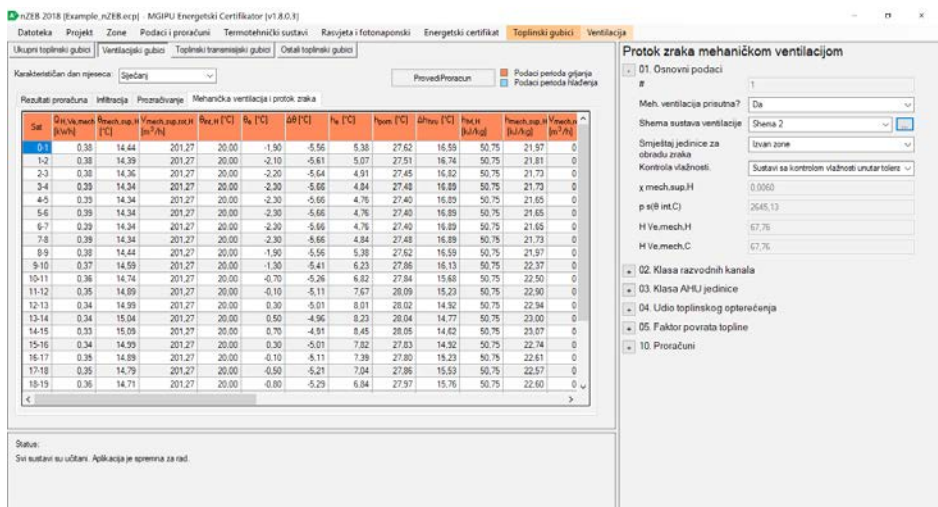 nZEB 2018 (Example_nZEB.ecp) - MGIPU Energetski Certifikator (v1.8.0.3)
Datoteka Projekt Zone Podaci i proračuni Termotehnički sustavi Rasvjeta i fotonaponski Energetski certifikat Toplinski gubici Ventilacija
Ukupni toplinski gubici Ventilacijski gubici Toplinski transmisijski gubici Ostali toplinski gubici
Karakterističan dan mjeseca: Siječanj
ProvediProracun
Podaci perioda grijanja
Podaci perioda hlađenja
Rezultati proračuna Infiltracija Prozračivanje Mehanička ventilacija i protok zraka
Sat QH,Ve,mech [kWh] θmech,sup,H [°C] Vmech,sup,tot,H [m³/h] θint,H [°C] θe [°C] Δθ [°C] he [°C] hpom [°C] [kJ/kg] hint,H [kJ/kg] hmech,sup,H [kJ/kg] [m³/h]
0-1 0,38 14,44 201,27 20,00 -1,90 -5,56 5,38 27,62 16,59 50,75 21,97 0
1-2 0,38 14,39 201,27 20,00 -2,10 -5,61 5,07 27,51 16,74 50,75 21,81 0
2-3 0,38 14,36 201,27 20,00 -2,20 -5,64 4,91 27,45 16,82 50,75 21,73 0
3-4 0,39 14,34 201,27 20,00 -2,30 -5,66 4,84 27,48 16,89 50,75 21,73 0
4-5 0,39 14,34 201,27 20,00 -2,30 -5,66 4,76 27,40 16,89 50,75 21,65 0
5-6 0,39 14,34 201,27 20,00 -2,30 -5,66 4,76 27,40 16,89 50,75 21,65 0
6-7 0,39 14,34 201,27 20,00 -2,30 -5,66 4,76 27,40 16,89 50,75 21,65 0
7-8 0,39 14,34 201,27 20,00 -2,30 -5,66 4,84 27,48 16,89 50,75 21,73 0
8-9 0,38 14,44 201,27 20,00 -1,90 -5,56 5,38 27,62 16,59 50,75 21,97 0
9-10 0,37 14,59 201,27 20,00 -1,30 -5,41 6,23 27,86 16,13 50,75 22,37 0
10-11 0,36 14,74 201,27 20,00 -0,70 -5,26 6,82 27,84 15,68 50,75 22,50 0
11-12 0,35 14,89 201,27 20,00 -0,10 -5,11 7,67 28,09 15,23 50,75 22,90 0
12-13 0,34 14,99 201,27 20,00 0,30 -5,01 8,01 28,02 14,92 50,75 22,94 0
13-14 0,34 15,04 201,27 20,00 0,50 -4,96 8,23 28,04 14,77 50,75 23,00 0
14-15 0,33 15,09 201,27 20,00 0,70 -4,91 8,45 28,05 14,62 50,75 23,07 0
15-16 0,34 14,99 201,27 20,00 0,30 -5,01 7,82 27,83 14,92 50,75 22,74 0
16-17 0,35 14,89 201,27 20,00 -0,10 -5,11 7,39 27,80 15,23 50,75 22,61 0
17-18 0,35 14,79 201,27 20,00 -0,50 -5,21 7,04 27,86 15,53 50,75 22,57 0
18-19 0,36 14,71 201,27 20,00 -0,80 -5,29 6,84 27,97 15,76 50,75 22,60 0
Status:
Svi sustavi su učitani. Aplikacija je spremna za rad.
Protok zraka mehaničkom ventilacijom
- 01. Osnovni podaci
# 1
Meh. ventilacija prisutna? Da
Shema sustava ventilacije Shema 2 ...
Smještaj jedinice za obradu zraka Izvan zone
Kontrola vlažnosti. Sustavi sa kontrolom vlažnosti unutar tolera
χ mech,sup,H 0,0060
p s(θ int,C) 2645,13
H Ve,mech,H 67,76
H Ve,mech,C 67,76
+ 02. Klasa razvodnih kanala
+ 03. Klasa AHU jedinice
+ 04. Udio toplinskog opterećenja
+ 05. Faktor povrata topline
+ 10. Proračuni